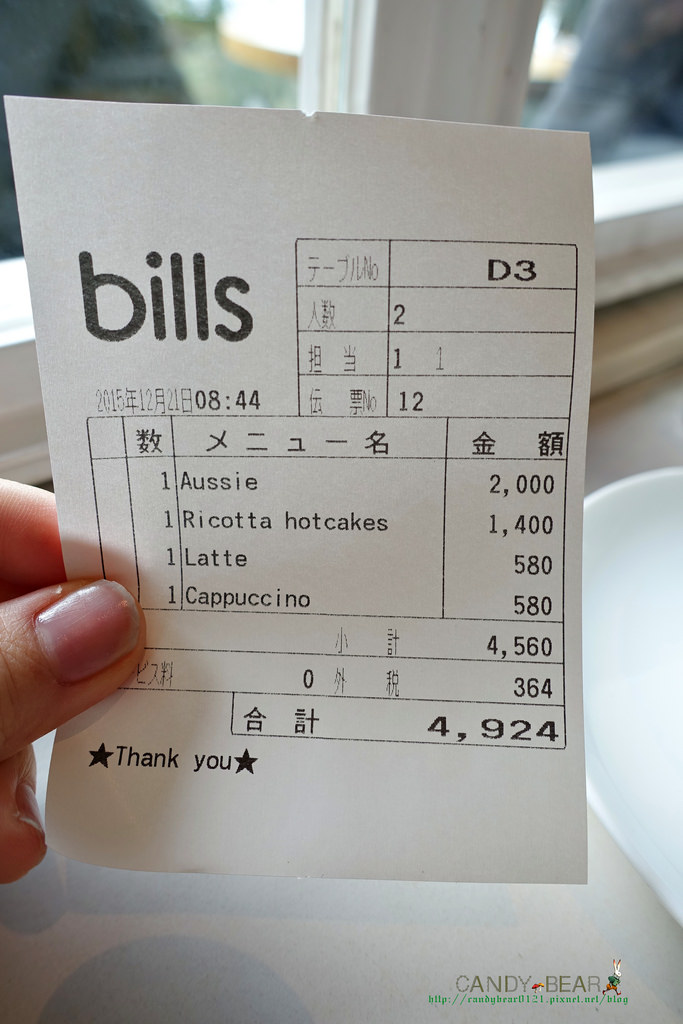 bills
テーブルNo D3
人数 2
担 当 1 1
2015年12月21日08:44
伝 票No 12
数 メニュー名 金 額
1 Aussie 2,000
1 Ricotta hotcakes 1,400
1 Latte 580
1 Cappuccino 580
小 計 4,560
ビス料 0 外 税 364
合 計 4,924
★Thank you★
CANDY BEAR
http://candybear0121.pixnet.net/blog